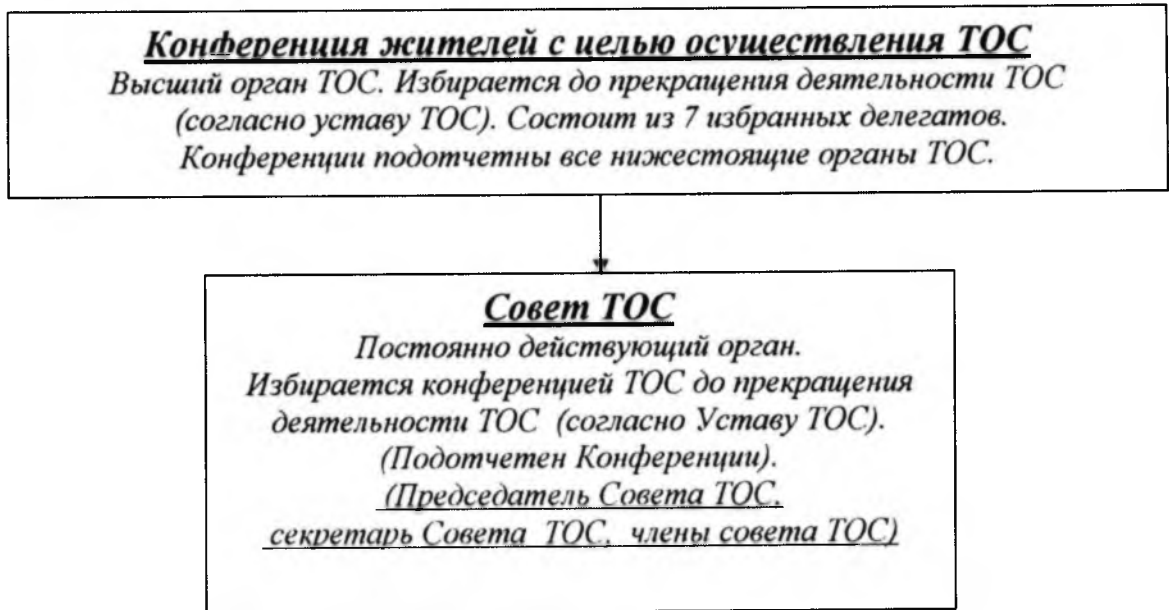 Конференция жителей с целью осуществления ТОС
Высший орган ТОС. Избирается до прекращения деятельности ТОС
(согласно уставу ТОС). Состоит из 7 избранных делегатов.
Конференции подотчетны все нижестоящие органы ТОС.
Совет ТОС
Постоянно действующий орган.
Избирается конференцией ТОС до прекращения
деятельности ТОС (согласно Уставу ТОС).
(Подотчетен Конференции).
(Председатель Совета ТОС,
секретарь Совета ТОС, члены совета ТОС)